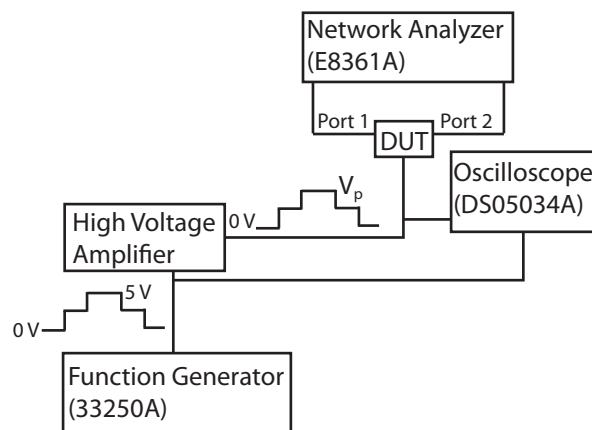 Network Analyzer
(E8361A)
Port 1
Port 2
DUT
Oscilloscope
(DS05034A)
Vp
0 V
High Voltage
Amplifier
5 V
0 V
Function Generator
(33250A)